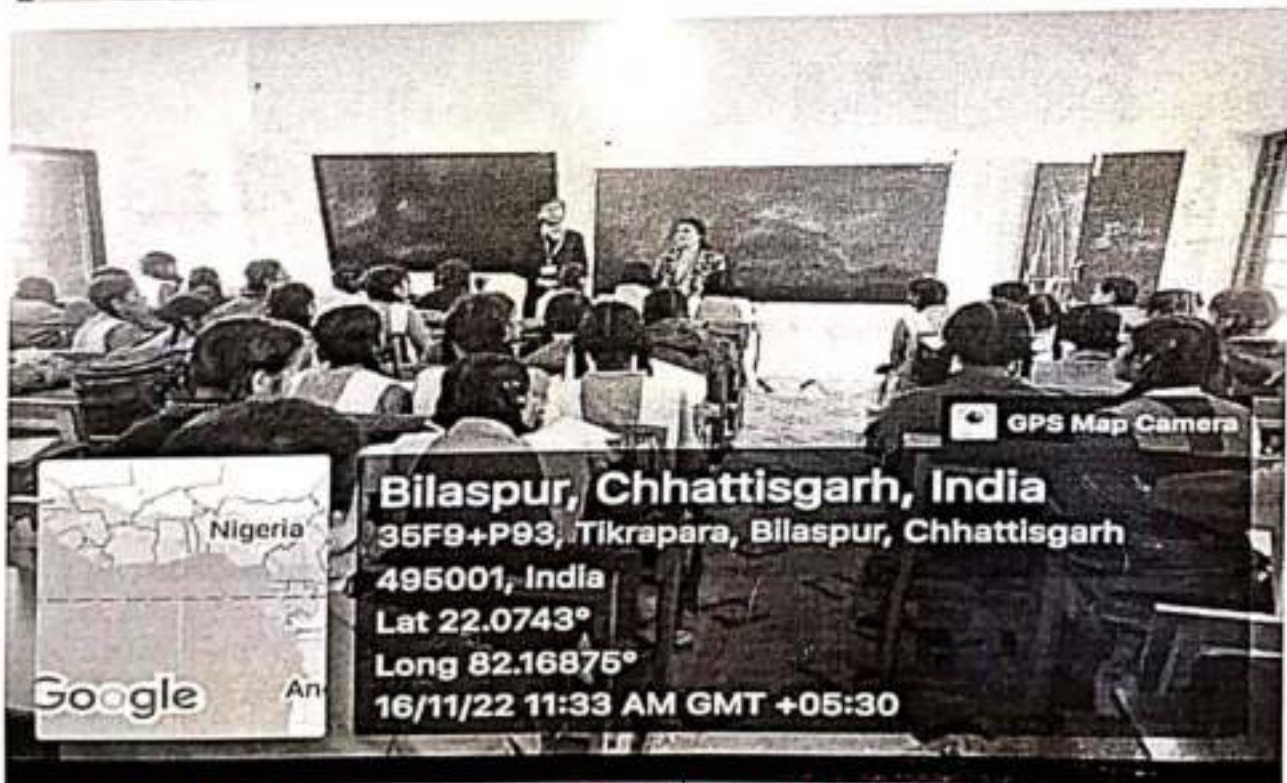 GPS Map Camera
Nigeria
An
Google
Bilaspur, Chhattisgarh, India
35F9+P93, Tikrapara, Bilaspur, Chhattisgarh
495001, India
Lat 22.0743°
Long 82.16875°
16/11/22 11:33 AM GMT +05:30